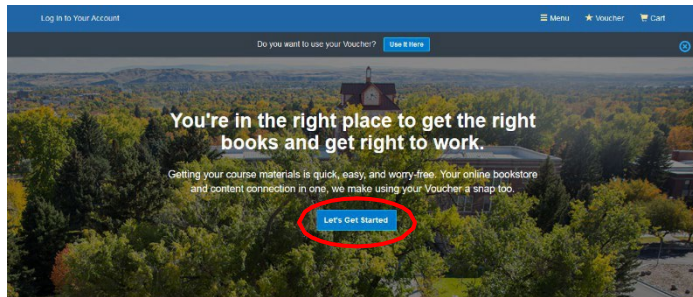 Log In to Your Account
Menu
Voucher
Cart
Do you want to use your Voucher?
Use It Here
You're in the right place to get the right
books and get right to work.
Getting your course materials is quick, easy, and worry-free. Your online bookstore
and content connection in one, we make using your Voucher a snap too.
Let's Get Started